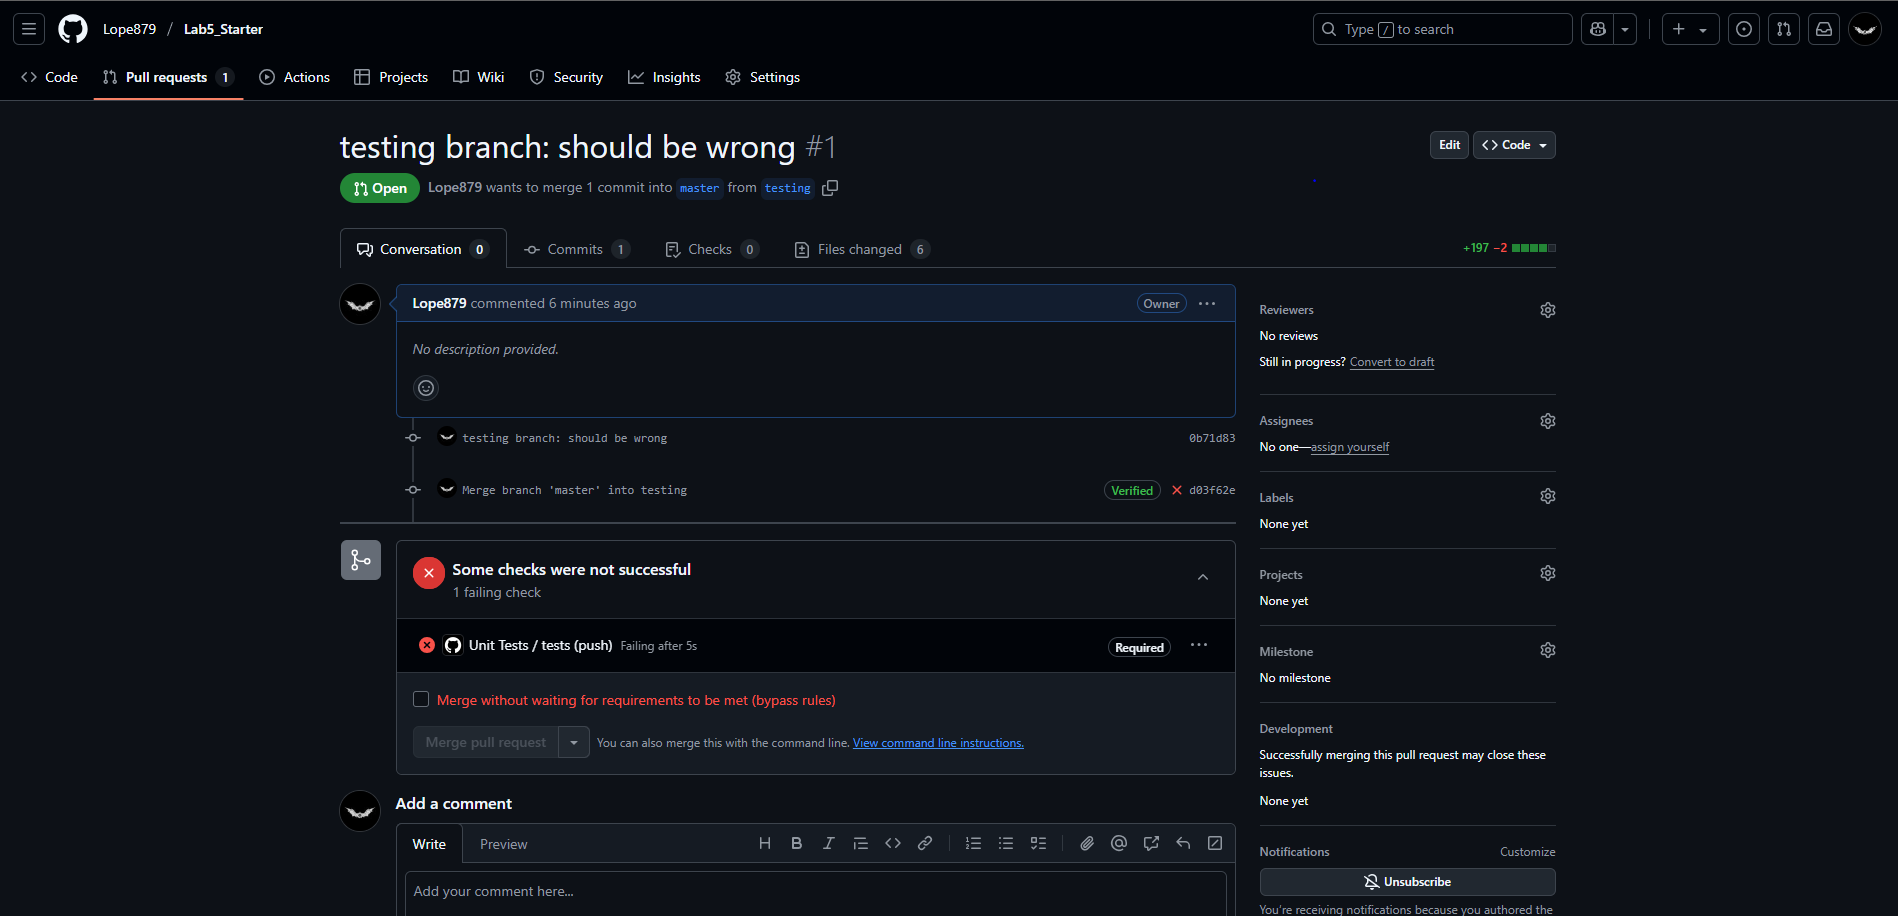 Lope879 / Lab5_Starter
Type / to search
Code
Pull requests 1
Actions
Projects
Wiki
Security
Insights
Settings
testing branch: should be wrong #1
Edit
Code
Open
Lope879 wants to merge 1 commit into master from testing
Conversation 0
Commits 1
Checks 0
Files changed 6
+197 −2
Lope879 commented 6 minutes ago
Owner
No description provided.
testing branch: should be wrong
0b71d83
Merge branch 'master' into testing
Verified
d03f62e
Some checks were not successful
1 failing check
Unit Tests / tests (push) Failing after 5s
Required
Merge without waiting for requirements to be met (bypass rules)
Merge pull request
You can also merge this with the command line. View command line instructions.
Add a comment
Write
Preview
Add your comment here...
Reviewers
No reviews
Still in progress? Convert to draft
Assignees
No one—assign yourself
Labels
None yet
Projects
None yet
Milestone
No milestone
Development
Successfully merging this pull request may close these
issues.
None yet
Notifications
Customize
Unsubscribe
You're receiving notifications because you authored the